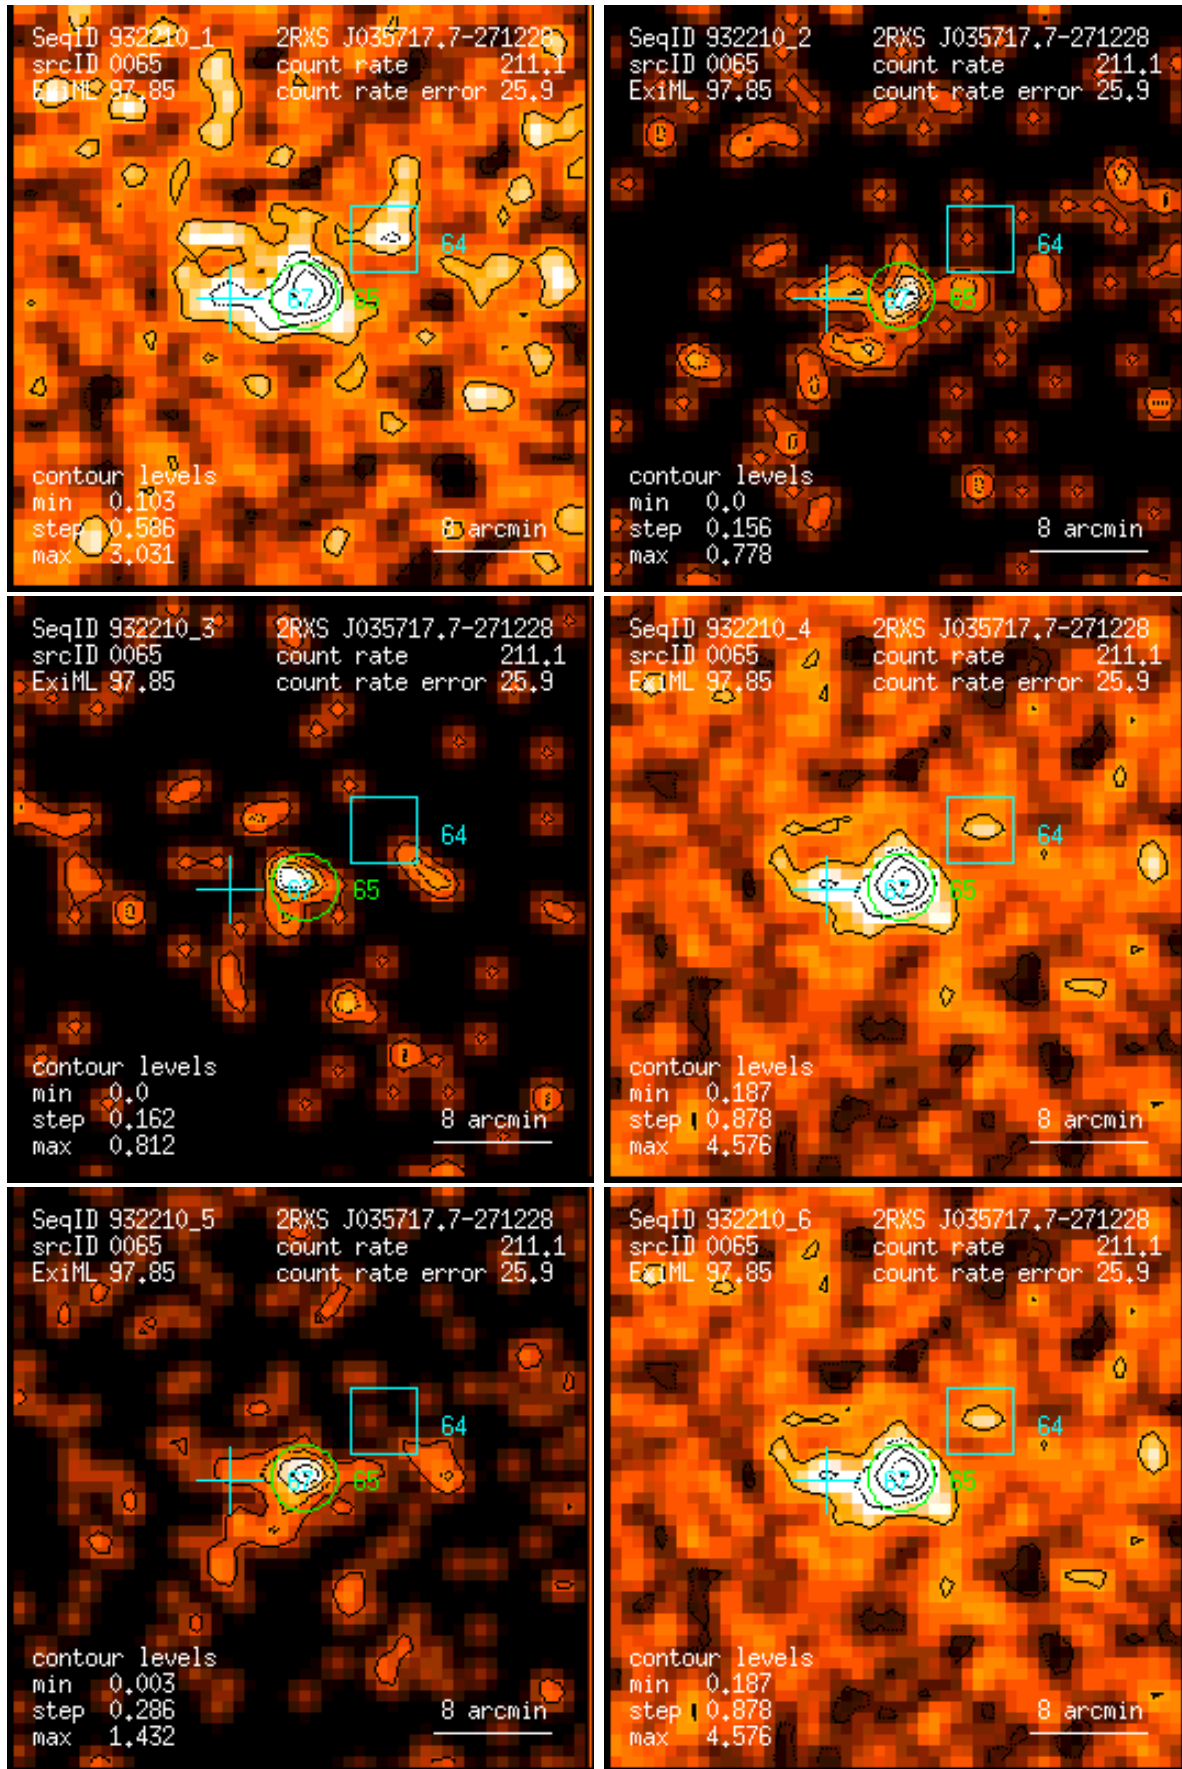 SeqID 932210_1 2RXS J035717.7-271228
srcID 0065 count rate 211.1
ExiML 97.85 count rate error 25.9
64
67 65
contour levels
min 0.103
step 0.586 8 arcmin
max 3.031
SeqID 932210_2 2RXS J035717.7-271228
srcID 0065 count rate 211.1
ExiML 97.85 count rate error 25.9
64
67 65
contour levels
min 0.0
step 0.156 8 arcmin
max 0.778
SeqID 932210_3 2RXS J035717.7-271228
srcID 0065 count rate 211.1
ExiML 97.85 count rate error 25.9
64
67 65
contour levels
min 0.0
step 0.162 8 arcmin
max 0.812
SeqID 932210_4 2RXS J035717.7-271228
srcID 0065 count rate 211.1
ExiML 97.85 count rate error 25.9
64
67 65
contour levels
min 0.187
step 0.878 8 arcmin
max 4.576
SeqID 932210_5 2RXS J035717.7-271228
srcID 0065 count rate 211.1
ExiML 97.85 count rate error 25.9
64
67 65
contour levels
min 0.003
step 0.286 8 arcmin
max 1.432
SeqID 932210_6 2RXS J035717.7-271228
srcID 0065 count rate 211.1
ExiML 97.85 count rate error 25.9
64
67 65
contour levels
min 0.187
step 0.878 8 arcmin
max 4.576